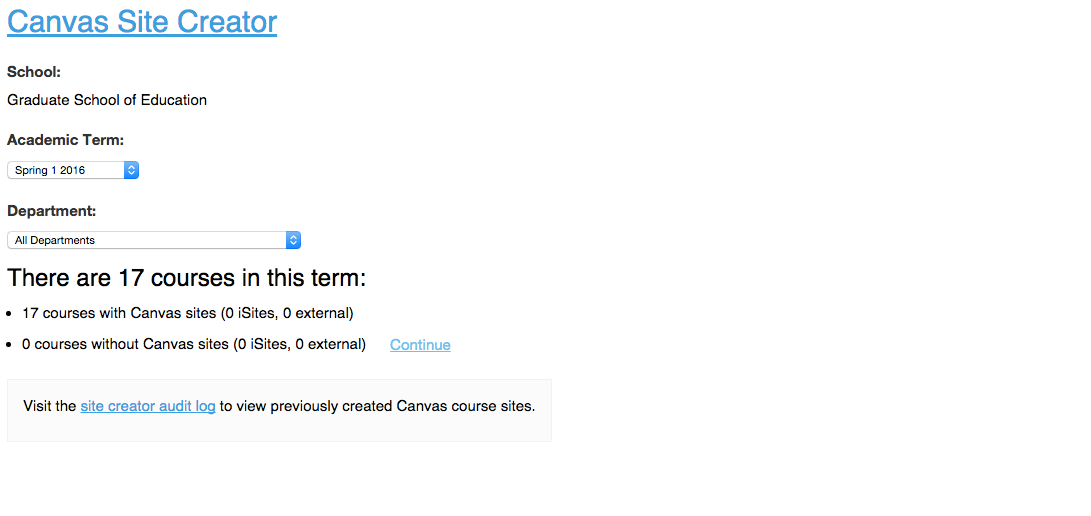 Canvas Site Creator
School:
Graduate School of Education
Academic Term:
Spring 1 2016
Department:
All Departments
There are 17 courses in this term:
• 17 courses with Canvas sites (0 iSites, 0 external)
• 0 courses without Canvas sites (0 iSites, 0 external) Continue
Visit the site creator audit log to view previously created Canvas course sites.